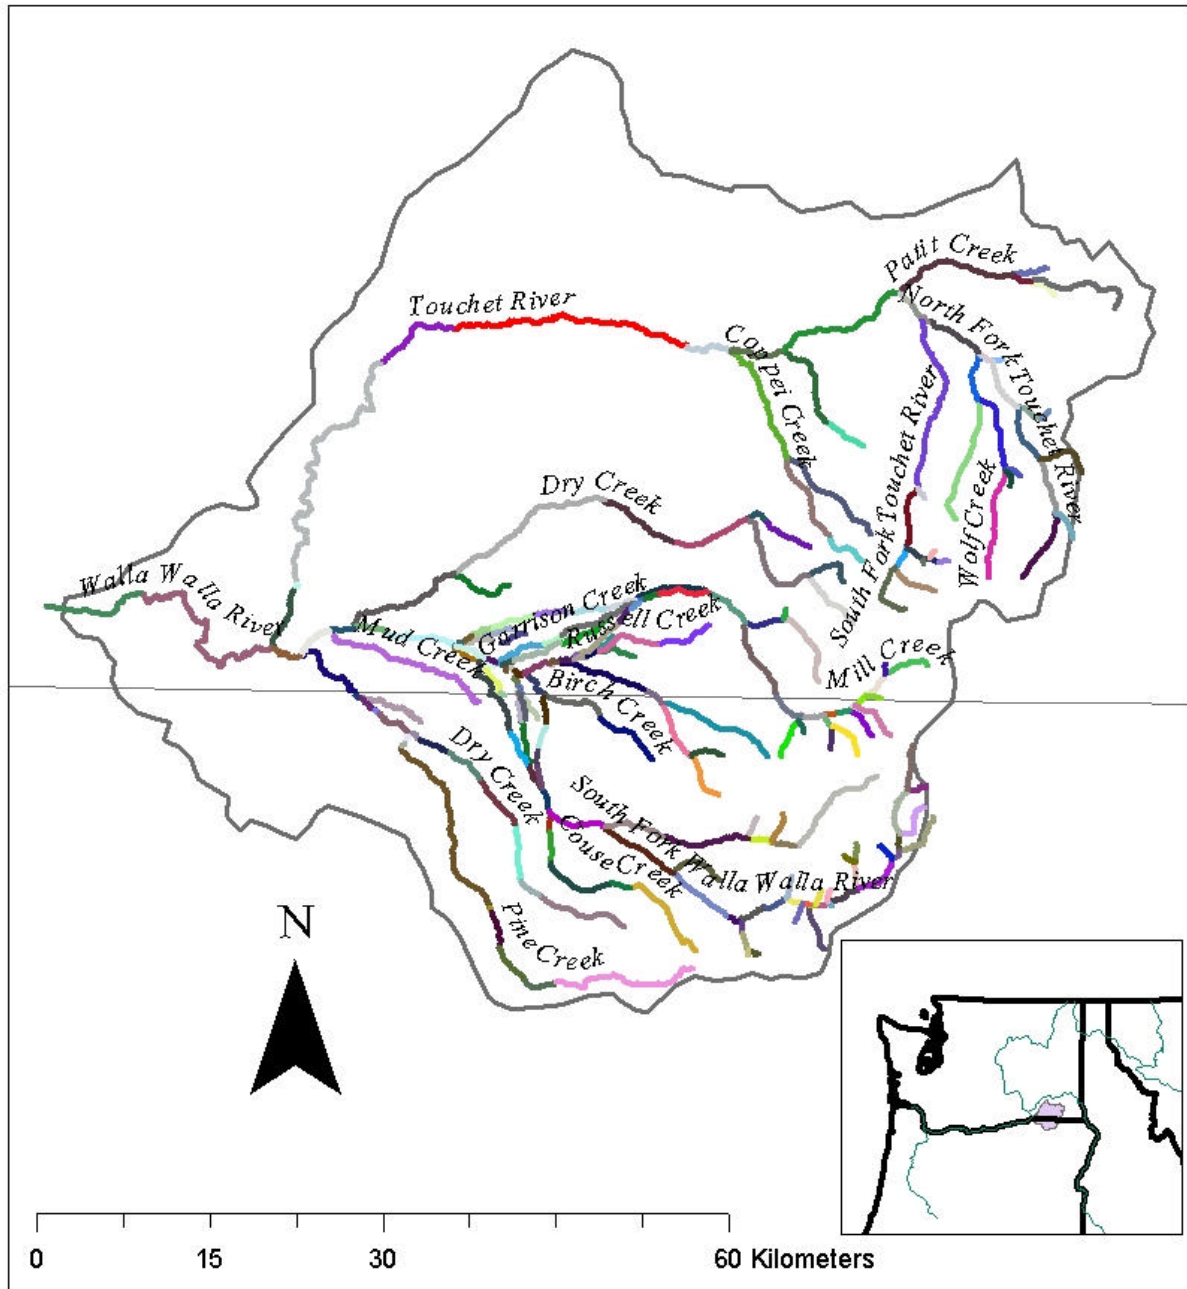 Patit Creek
North Fork Touchet River
Touchet River
Coppei Creek
South Fork Touchet River
Wolf Creek
Dry Creek
Walla Walla River
Garrison Creek
Russell Creek
Mud Creek
Mill Creek
Birch Creek
Dry Creek
South Fork Walla Walla River
Couse Creek
Pine Creek
N
0 15 30 60 Kilometers